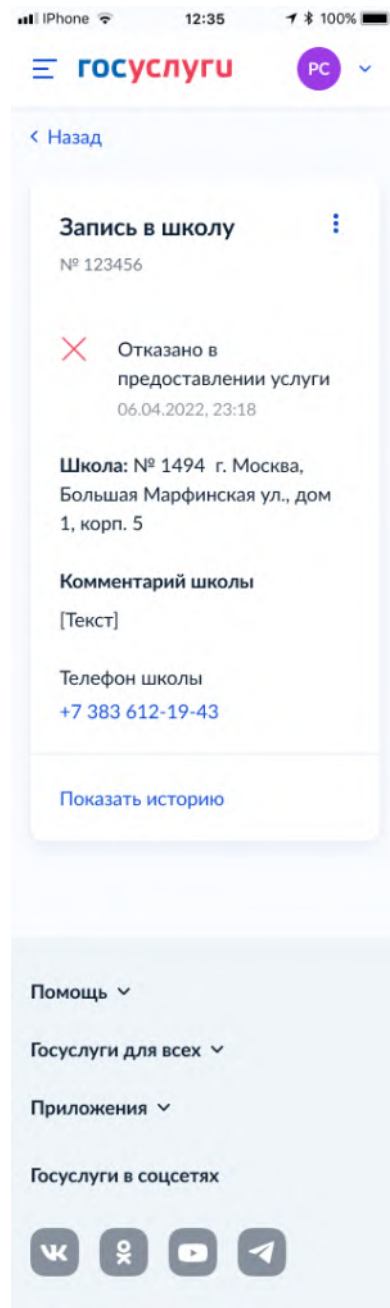 IPhone 12:35 100%
госуслуги РС
Назад
Запись в школу
№ 123456
Отказано в
предоставлении услуги
06.04.2022, 23:18
Школа: № 1494 г. Москва,
Большая Марфинская ул., дом
1, корп. 5
Комментарий школы
[Текст]
Телефон школы
+7 383 612-19-43
Показать историю
Помощь
Госуслуги для всех
Приложения
Госуслуги в соцсетях